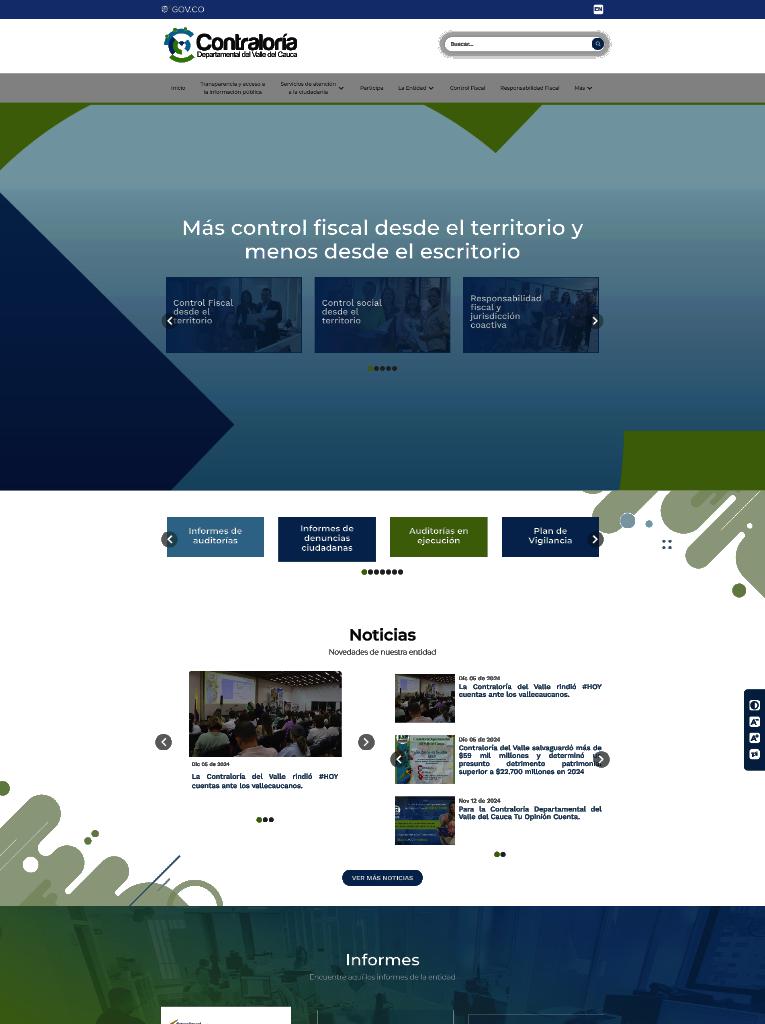 GOV.CO
EN
Contraloría
Departamental del Valle del Cauca
Buscar...
Inicio
Transparencia y acceso a
la información pública
Servicios de atención
a la ciudadanía
Participa
La Entidad
Control Fiscal
Responsabilidad Fiscal
Más
Más control fiscal desde el territorio y
menos desde el escritorio
Control Fiscal
desde el
territorio
Control social
desde el
territorio
Responsabilidad
fiscal y
jurisdicción
coactiva
Informes de
auditorías
Informes de
denuncias
ciudadanas
Auditorías en
ejecución
Plan de
Vigilancia
Noticias
Novedades de nuestra entidad
Dic 05 de 2024
La Contraloría del Valle rindió #HOY
cuentas ante los vallecaucanos.
Dic 05 de 2024
La Contraloría del Valle rindió #HOY
cuentas ante los vallecaucanos.
Dic 05 de 2024
Contraloría del Valle salvaguardó más de
$59 mil millones y determinó
presunto detrimento
superior a $22.700 millones en 2024
Nov 12 de 2024
Para la Contraloría Departamental del
Valle del Cauca Tu Opinión Cuenta.
VER MÁS NOTICIAS
Informes
Encuentre aquí los informes de la entidad